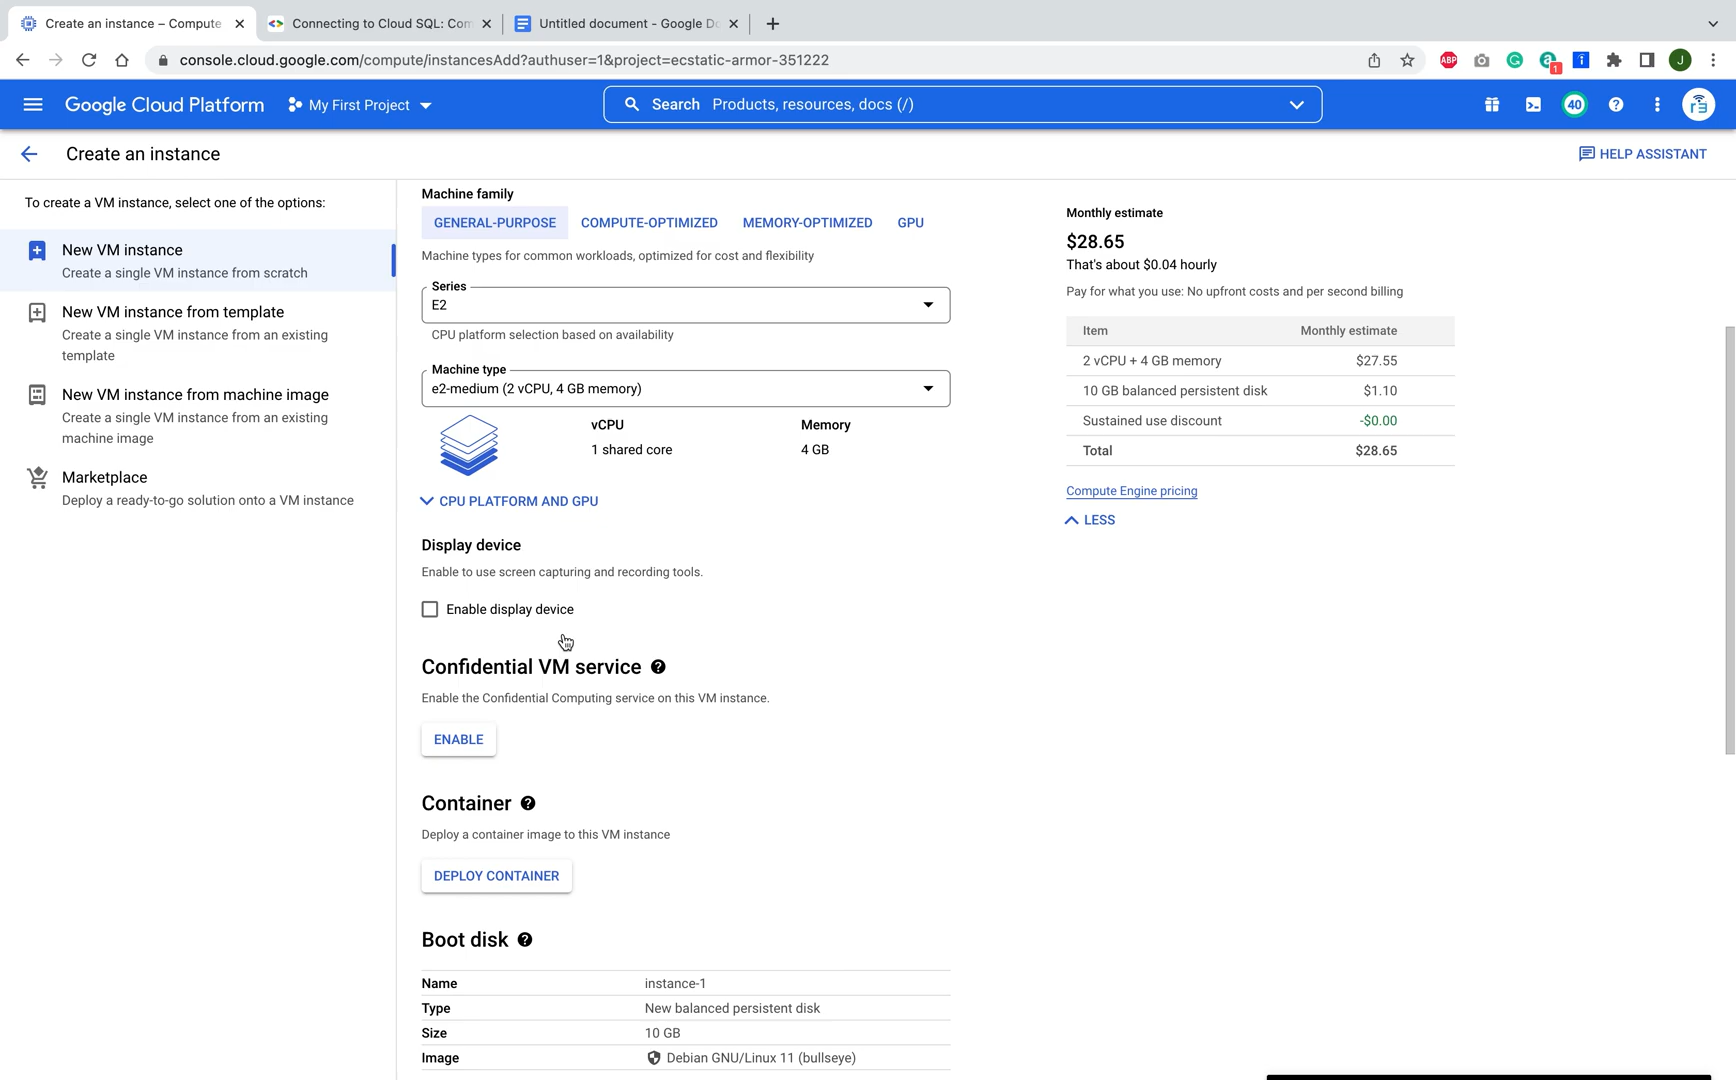 Create an instance – Compute
Connecting to Cloud SQL: Com
Untitled document - Google Do
console.cloud.google.com/compute/instancesAdd?authuser=1&project=ecstatic-armor-351222
ABP
1
J
Google Cloud Platform
My First Project
Search Products, resources, docs (/)
40
Create an instance
HELP ASSISTANT
To create a VM instance, select one of the options:
New VM instance
Create a single VM instance from scratch
New VM instance from template
Create a single VM instance from an existing
template
New VM instance from machine image
Create a single VM instance from an existing
machine image
Marketplace
Deploy a ready-to-go solution onto a VM instance
Machine family
GENERAL-PURPOSE COMPUTE-OPTIMIZED MEMORY-OPTIMIZED GPU
Machine types for common workloads, optimized for cost and flexibility
Series
E2
CPU platform selection based on availability
Machine type
e2-medium (2 vCPU, 4 GB memory)
vCPU Memory
1 shared core 4 GB
CPU PLATFORM AND GPU
Display device
Enable to use screen capturing and recording tools.
Enable display device
Confidential VM service
Enable the Confidential Computing service on this VM instance.
ENABLE
Container
Deploy a container image to this VM instance
DEPLOY CONTAINER
Boot disk
Name instance-1
Type New balanced persistent disk
Size 10 GB
Image Debian GNU/Linux 11 (bullseye)
Monthly estimate
$28.65
That's about $0.04 hourly
Pay for what you use: No upfront costs and per second billing
Item Monthly estimate
2 vCPU + 4 GB memory $27.55
10 GB balanced persistent disk $1.10
Sustained use discount -$0.00
Total $28.65
Compute Engine pricing
LESS